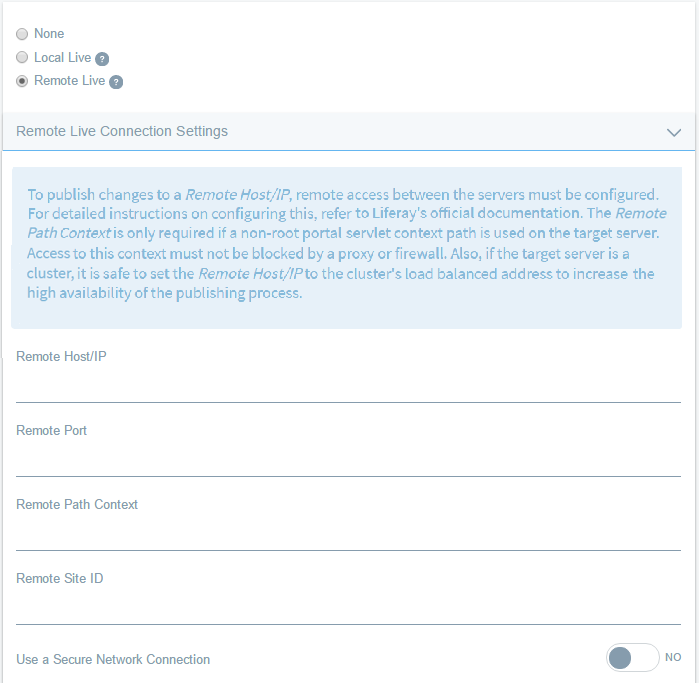 None
Local Live ?
Remote Live ?
Remote Live Connection Settings
To publish changes to a Remote Host/IP, remote access between the servers must be configured.
For detailed instructions on configuring this, refer to Liferay's official documentation. The Remote
Path Context is only required if a non-root portal servlet context path is used on the target server.
Access to this context must not be blocked by a proxy or firewall. Also, if the target server is a
cluster, it is safe to set the Remote Host/IP to the cluster's load balanced address to increase the
high availability of the publishing process.
Remote Host/IP
Remote Port
Remote Path Context
Remote Site ID
Use a Secure Network Connection NO